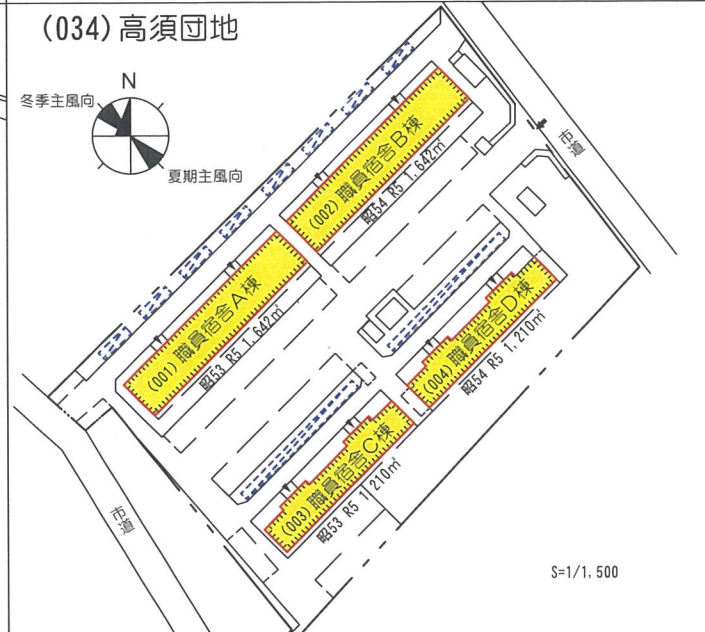 (034)高須団地
N
冬季主風向
夏期主風向
市道
(002)職員宿舎B棟
昭54 R5 1,642㎡
(001)職員宿舎A棟
昭53 R5 1,642㎡
(004)職員宿舎D棟
昭54 R5 1,210㎡
(003)職員宿舎C棟
昭53 R5 1,210㎡
市道
S=1/1,500